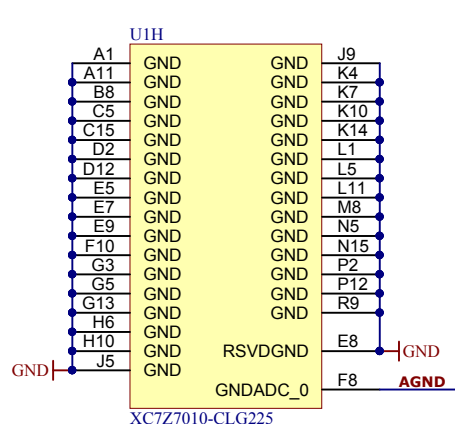 U1H
A1 GND GND J9
A11 GND GND K4
B8 GND GND K7
C5 GND GND K10
C15 GND GND K14
D2 GND GND L1
D12 GND GND L5
E5 GND GND L11
E7 GND GND M8
E9 GND GND N5
F10 GND GND N15
G3 GND GND P2
G5 GND GND P12
G13 GND GND R9
H6 GND
H10 GND RSVDGND E8 GND
GND J5 GND
GNDADC_0 F8 AGND
XC7Z7010-CLG225